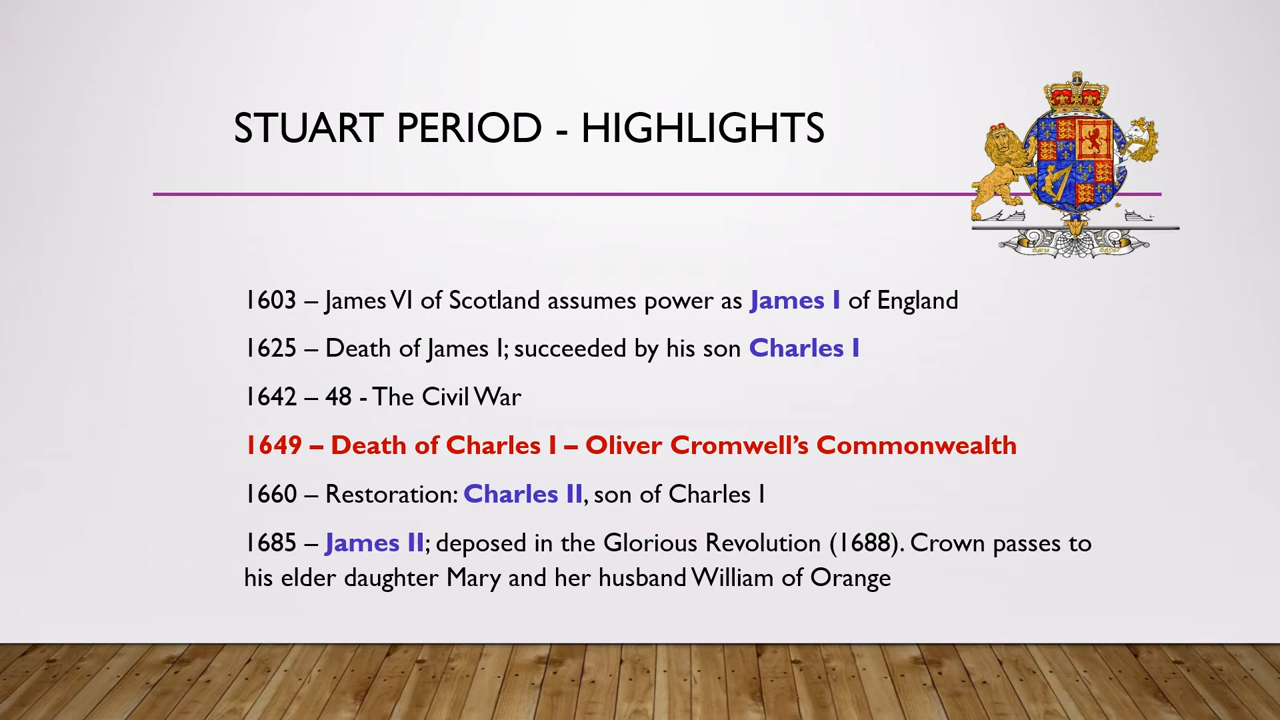 STUART PERIOD - HIGHLIGHTS
1603 – James VI of Scotland assumes power as James I of England
1625 – Death of James I; succeeded by his son Charles I
1642 – 48 - The Civil War
1649 – Death of Charles I – Oliver Cromwell’s Commonwealth
1660 – Restoration: Charles II, son of Charles I
1685 – James II; deposed in the Glorious Revolution (1688). Crown passes to
his elder daughter Mary and her husband William of Orange